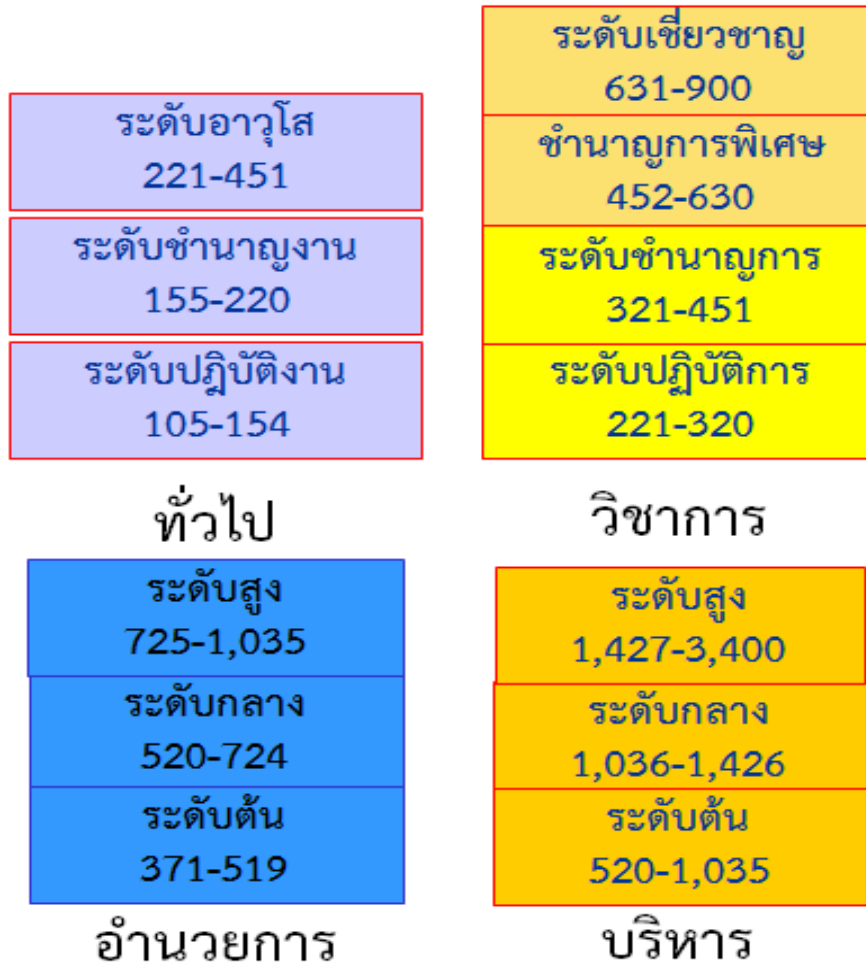 ระดับอาวุโส
221-451
ระดับชำนาญงาน
155-220
ระดับปฎิบัติงาน
105-154
ทั่วไป
ระดับเชี่ยวชาญ
631-900
ชำนาญการพิเศษ
452-630
ระดับชำนาญการ
321-451
ระดับปฏิบัติการ
221-320
วิชาการ
ระดับสูง
725-1,035
ระดับกลาง
520-724
ระดับต้น
371-519
อำนวยการ
ระดับสูง
1,427-3,400
ระดับกลาง
1,036-1,426
ระดับต้น
520-1,035
บริหาร